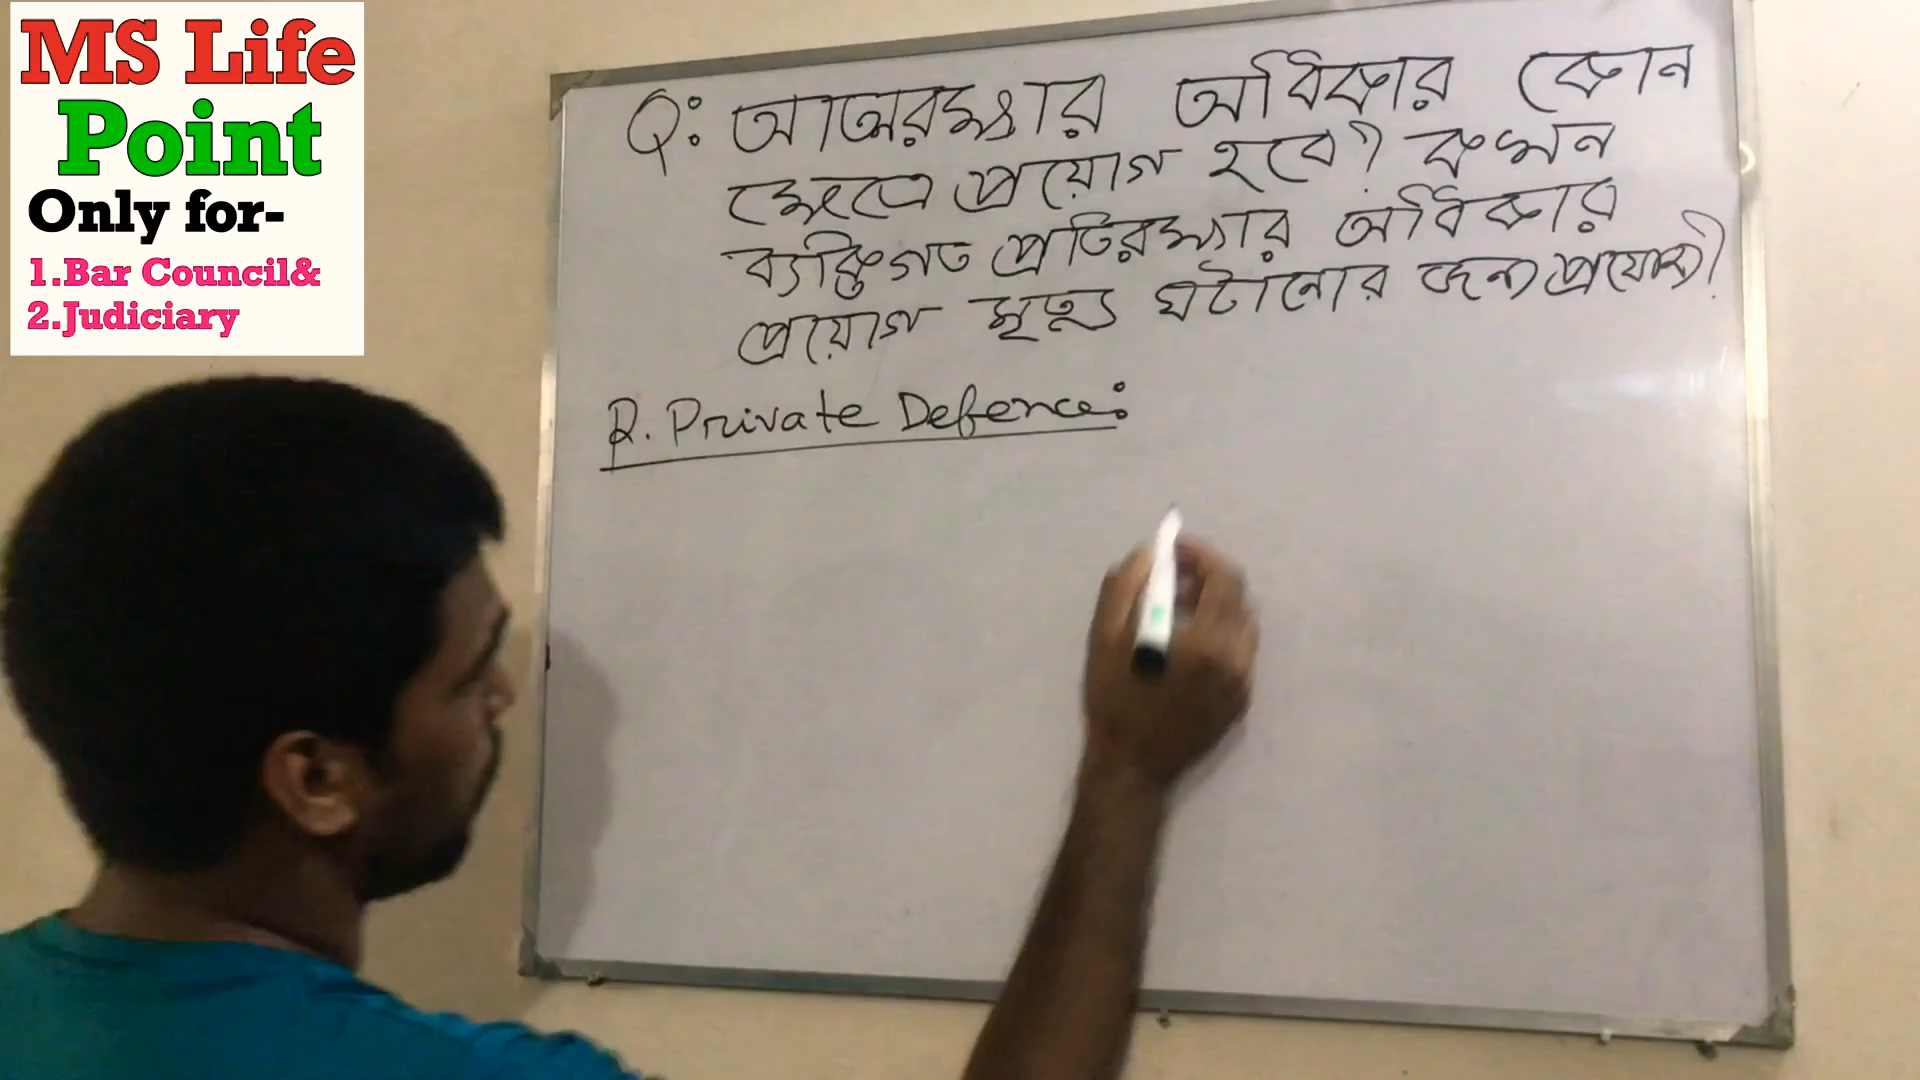 MS Life
Point
Only for-
1.Bar Council&
2.Judiciary
Q: আত্মরক্ষার অধিকার কোন
ক্ষেত্রে প্রয়োগ হবে? কখন
ব্যক্তিগত প্রতিরক্ষার অধিকার
প্রয়োগ মৃত্যু ঘটানোর জন্য প্রযোজ্য?
R. Private Defence: